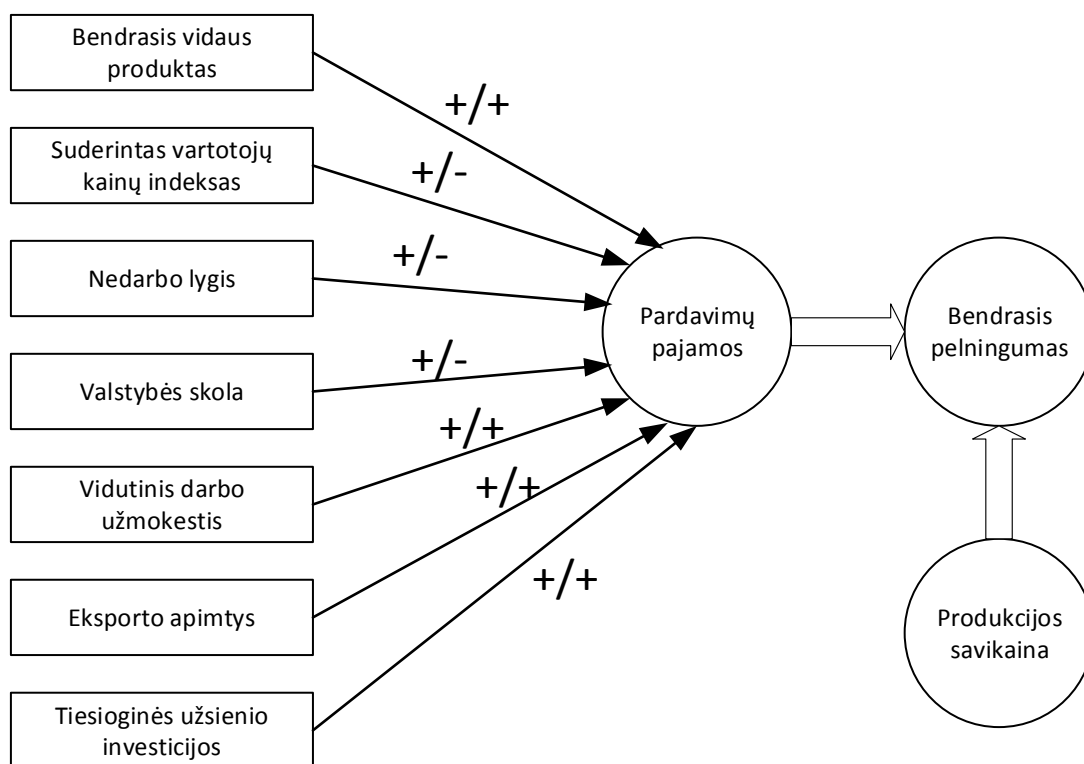 Bendrasis vidaus
produktas
+/+
Suderintas vartotojų
kainų indeksas
+/-
Nedarbo lygis
+/-
Valstybės skola
+/-
Vidutinis darbo
užmokestis
+/+
Eksporto apimtys
+/+
Tiesioginės užsienio
investicijos
+/+
Pardavimų
pajamos
Bendrasis
pelningumas
Produkcijos
savikaina